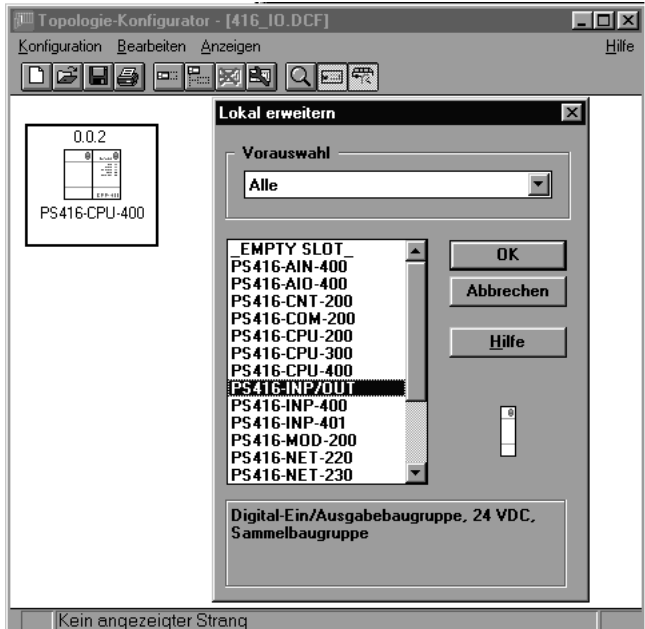 Topologie-Konfigurator - [416_IO.DCF]
Konfiguration Bearbeiten Anzeigen Hilfe
0.0.2
PS416-CPU-400
Lokal erweitern
Vorauswahl
Alle
_EMPTY SLOT_
PS416-AIN-400
PS416-AIO-400
PS416-CNT-200
PS416-COM-200
PS416-CPU-200
PS416-CPU-300
PS416-CPU-400
PS416-INP/OUT
PS416-INP-400
PS416-INP-401
PS416-MOD-200
PS416-NET-220
PS416-NET-230
OK
Abbrechen
Hilfe
Digital-Ein/Ausgabebaugruppe, 24 VDC,
Sammelbaugruppe
Kein angezeigter Strang